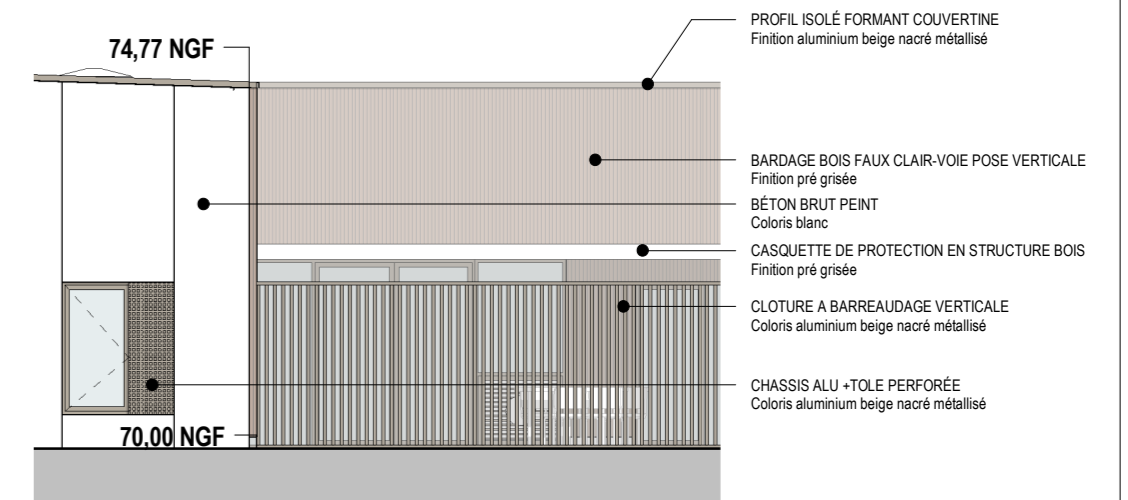 74,77 NGF
70,00 NGF
PROFIL ISOLÉ FORMANT COUVERTINE
Finition aluminium beige nacré métallisé
BARDAGE BOIS FAUX CLAIR-VOIE POSE VERTICALE
Finition pré grisée
BÉTON BRUT PEINT
Coloris blanc
CASQUETTE DE PROTECTION EN STRUCTURE BOIS
Finition pré grisée
CLOTURE A BARREAUDAGE VERTICALE
Coloris aluminium beige nacré métallisé
CHASSIS ALU +TOLE PERFORÉE
Coloris aluminium beige nacré métallisé